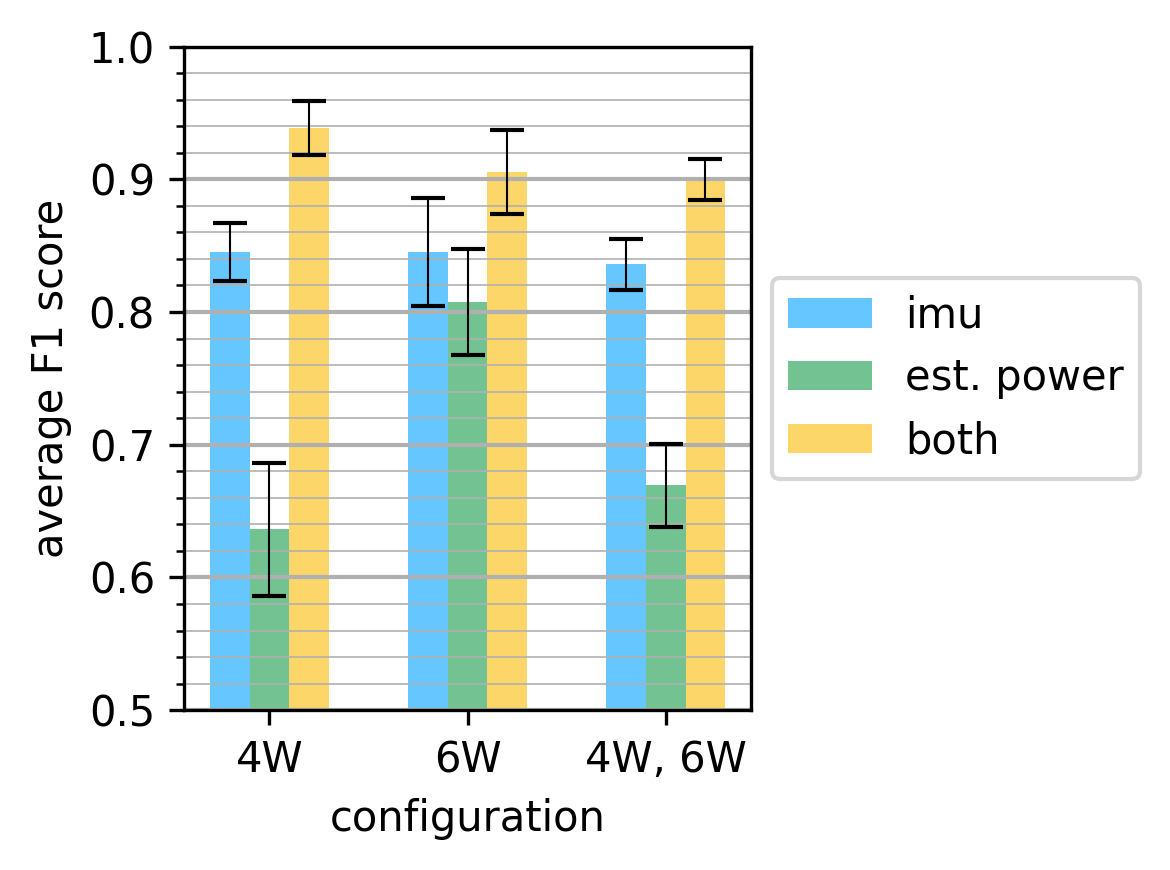 1.0
0.9
0.8
0.7
0.6
0.5
average F1 score
4W
6W
4W, 6W
configuration
imu
est. power
both